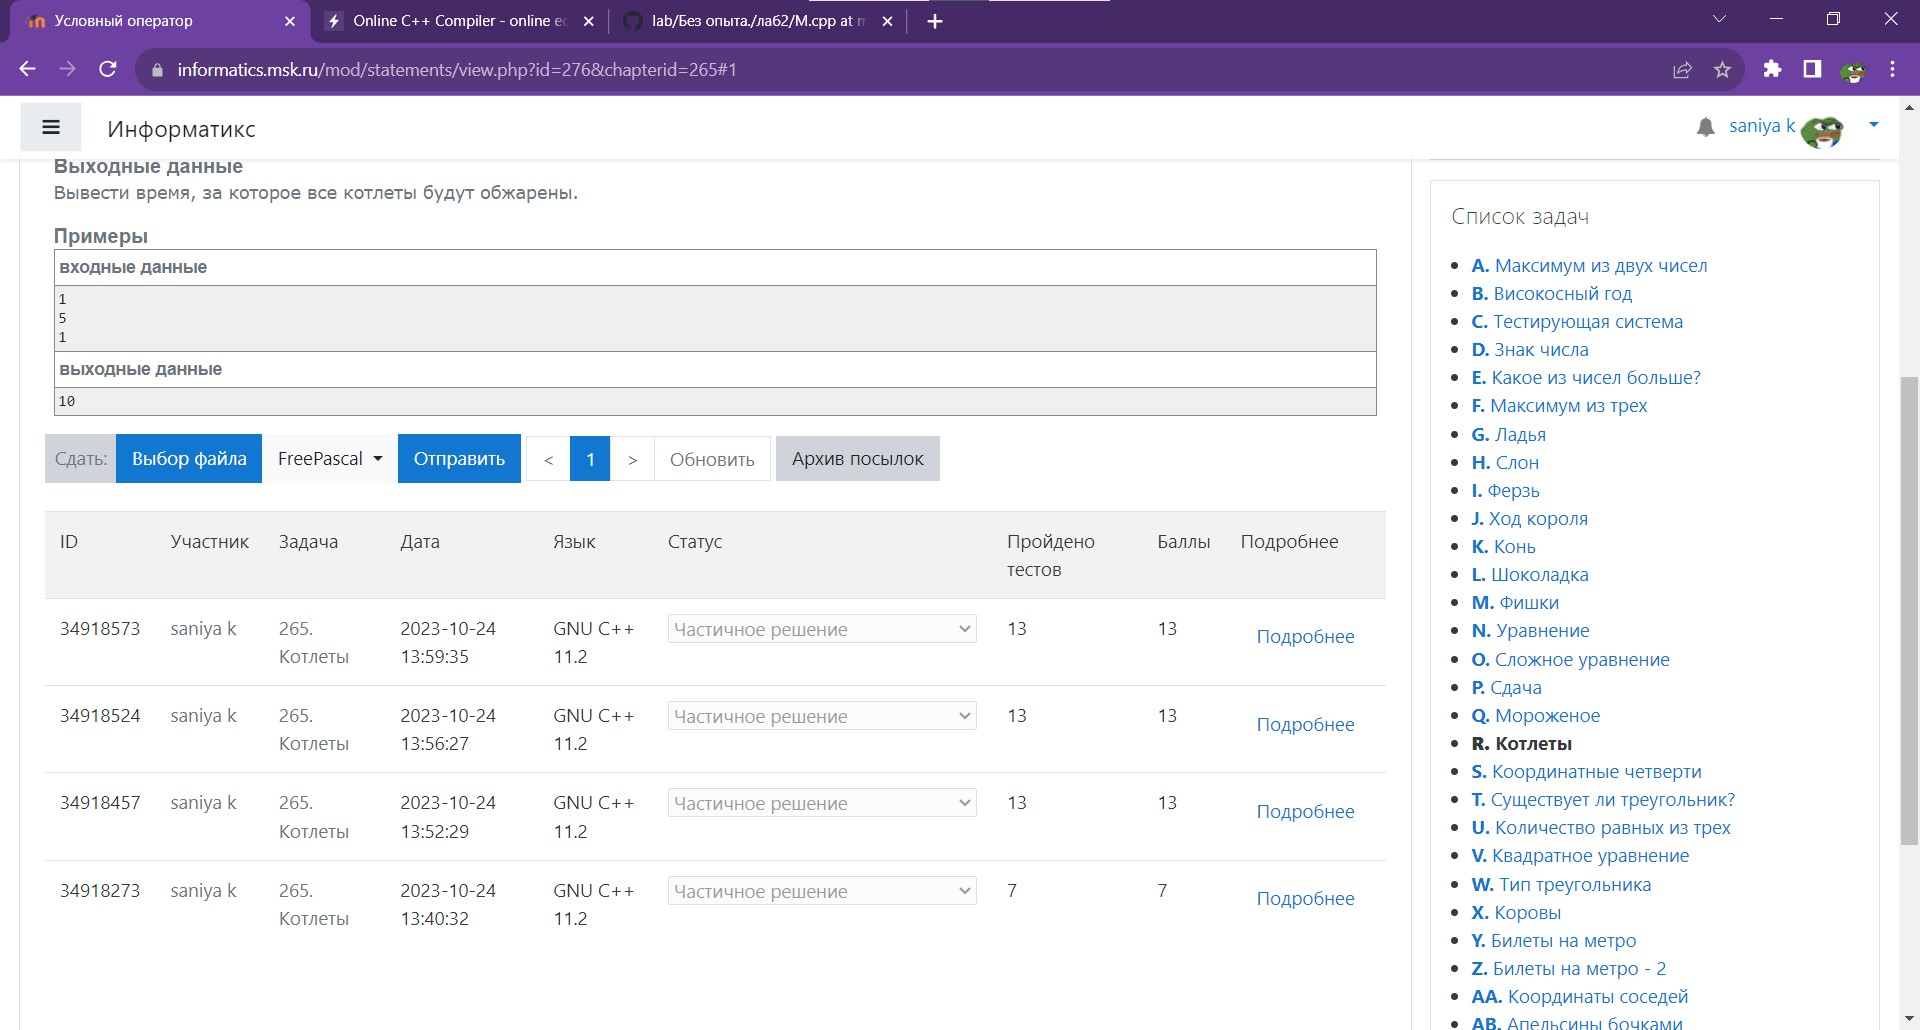 Условный оператор
Online C++ Compiler - online ed
lab/Без опыта./лаб2/M.cpp at m
informatics.msk.ru/mod/statements/view.php?id=276&chapterid=265#1
Информатикс
saniya k
Выходные данные
Вывести время, за которое все котлеты будут обжарены.
Примеры
входные данные
1
5
1
выходные данные
10
Сдать: Выбор файла FreePascal Отправить < 1 > Обновить Архив посылок
ID Участник Задача Дата Язык Статус Пройдено тестов Баллы Подробнее
34918573 saniya k 265. Котлеты 2023-10-24 13:59:35 GNU C++ 11.2 Частичное решение 13 13 Подробнее
34918524 saniya k 265. Котлеты 2023-10-24 13:56:27 GNU C++ 11.2 Частичное решение 13 13 Подробнее
34918457 saniya k 265. Котлеты 2023-10-24 13:52:29 GNU C++ 11.2 Частичное решение 13 13 Подробнее
34918273 saniya k 265. Котлеты 2023-10-24 13:40:32 GNU C++ 11.2 Частичное решение 7 7 Подробнее
Список задач
A. Максимум из двух чисел
B. Високосный год
C. Тестирующая система
D. Знак числа
E. Какое из чисел больше?
F. Максимум из трех
G. Ладья
H. Слон
I. Ферзь
J. Ход короля
K. Конь
L. Шоколадка
M. Фишки
N. Уравнение
O. Сложное уравнение
P. Сдача
Q. Мороженое
R. Котлеты
S. Координатные четверти
T. Существует ли треугольник?
U. Количество равных из трех
V. Квадратное уравнение
W. Тип треугольника
X. Коровы
Y. Билеты на метро
Z. Билеты на метро - 2
AA. Координаты соседей
AB. Апельсины бочками